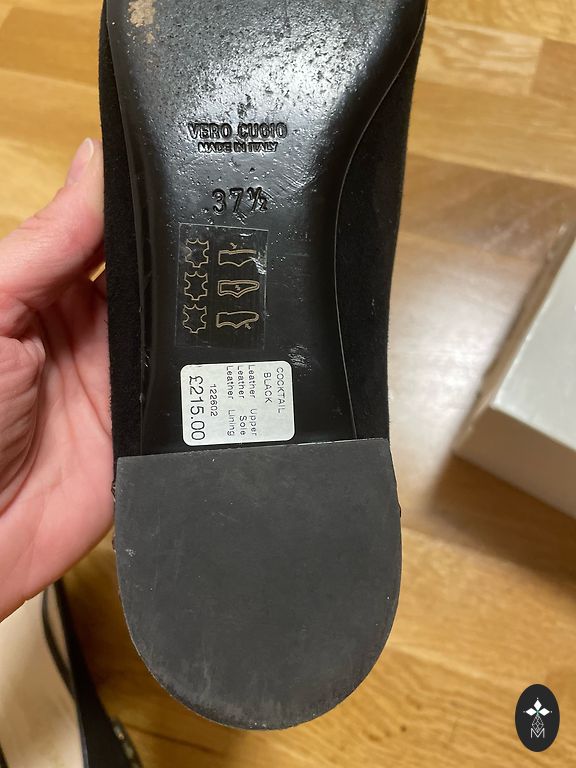 VERO CUOIO
MADE IN ITALY
37½
COCKTAIL
BLACK
Leather Upper
Leather Sole
Leather Lining
122602
£215.00
M